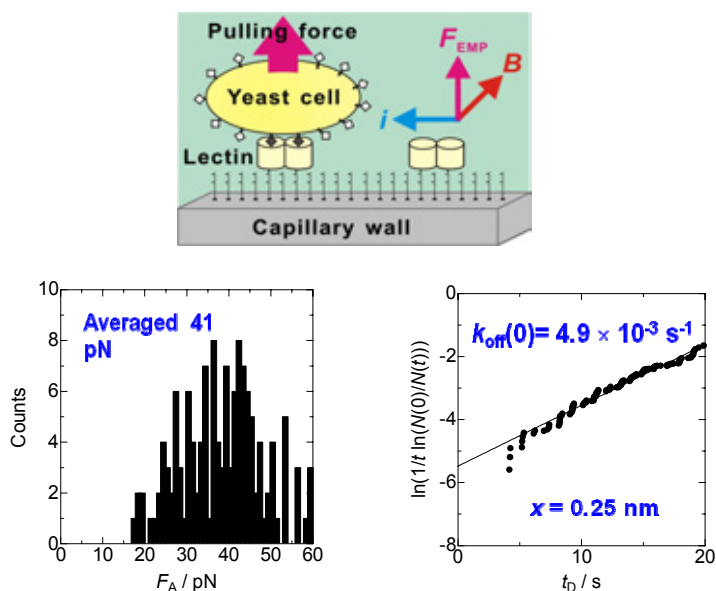 Pulling force
F_EMP
B
Yeast cell
i
Lectin
Capillary wall
10
8
6
4
2
0
Counts
Averaged 41
pN
0 10 20 30 40 50 60
F_A / pN
0
-2
-4
-6
-8
ln(1/t ln(N(0)/N(t)))
k_off(0)= 4.9 × 10⁻³ s⁻¹
x = 0.25 nm
0 10 20
t_D / s